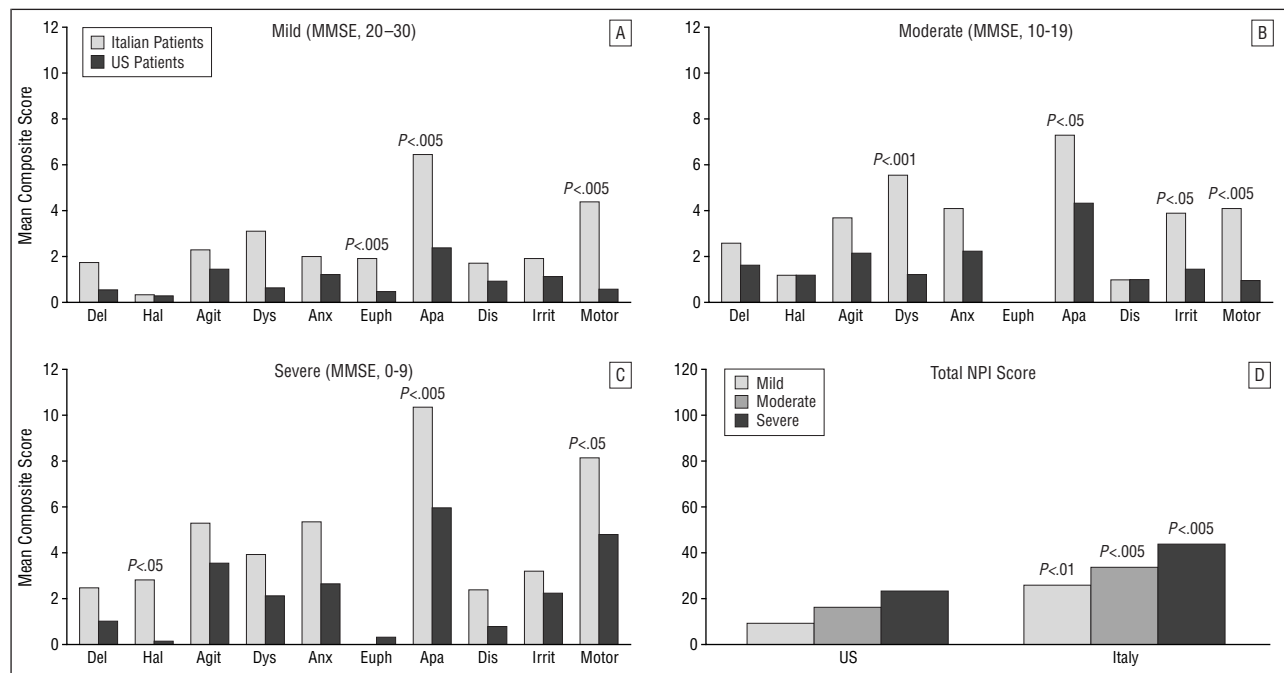 Mild (MMSE, 20–30)
A
Italian Patients
US Patients
Mean Composite Score
12
10
8
6
4
2
0
P<.005
P<.005
P<.005
Del Hal Agit Dys Anx Euph Apa Dis Irrit Motor
Moderate (MMSE, 10-19)
B
12
10
8
6
4
2
0
P<.001
P<.05
P<.05
P<.005
Del Hal Agit Dys Anx Euph Apa Dis Irrit Motor
Severe (MMSE, 0-9)
C
Mean Composite Score
12
10
8
6
4
2
0
P<.05
P<.005
P<.05
Del Hal Agit Dys Anx Euph Apa Dis Irrit Motor
Total NPI Score
D
Mild
Moderate
Severe
120
100
80
60
40
20
0
P<.01
P<.005
P<.005
US Italy